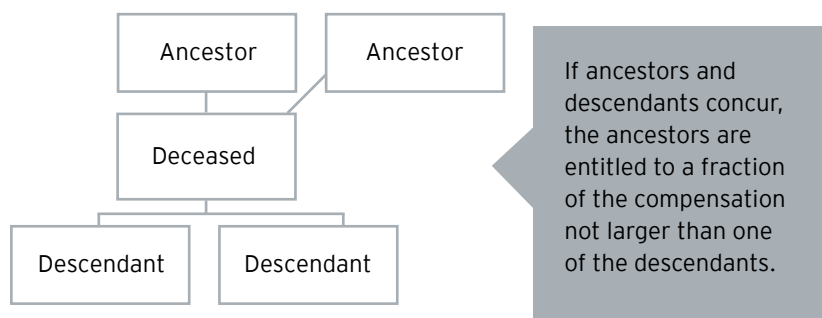 Ancestor
Ancestor
Deceased
Descendant
Descendant
If ancestors and
descendants concur,
the ancestors are
entitled to a fraction
of the compensation
not larger than one
of the descendants.